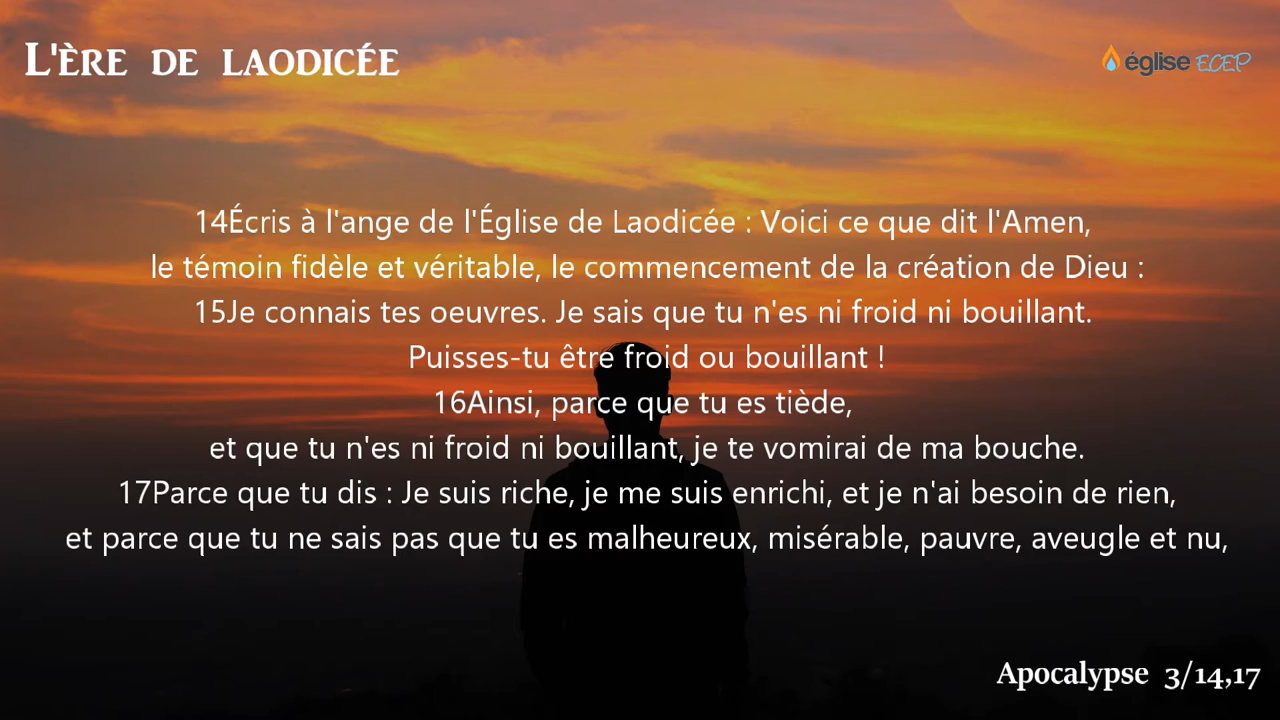 L'ÈRE DE LAODICÉE
église ECEP
14Écris à l'ange de l'Église de Laodicée : Voici ce que dit l'Amen,
le témoin fidèle et véritable, le commencement de la création de Dieu :
15Je connais tes oeuvres. Je sais que tu n'es ni froid ni bouillant.
Puisses-tu être froid ou bouillant !
16Ainsi, parce que tu es tiède,
et que tu n'es ni froid ni bouillant, je te vomirai de ma bouche.
17Parce que tu dis : Je suis riche, je me suis enrichi, et je n'ai besoin de rien,
et parce que tu ne sais pas que tu es malheureux, misérable, pauvre, aveugle et nu,
Apocalypse 3/14,17